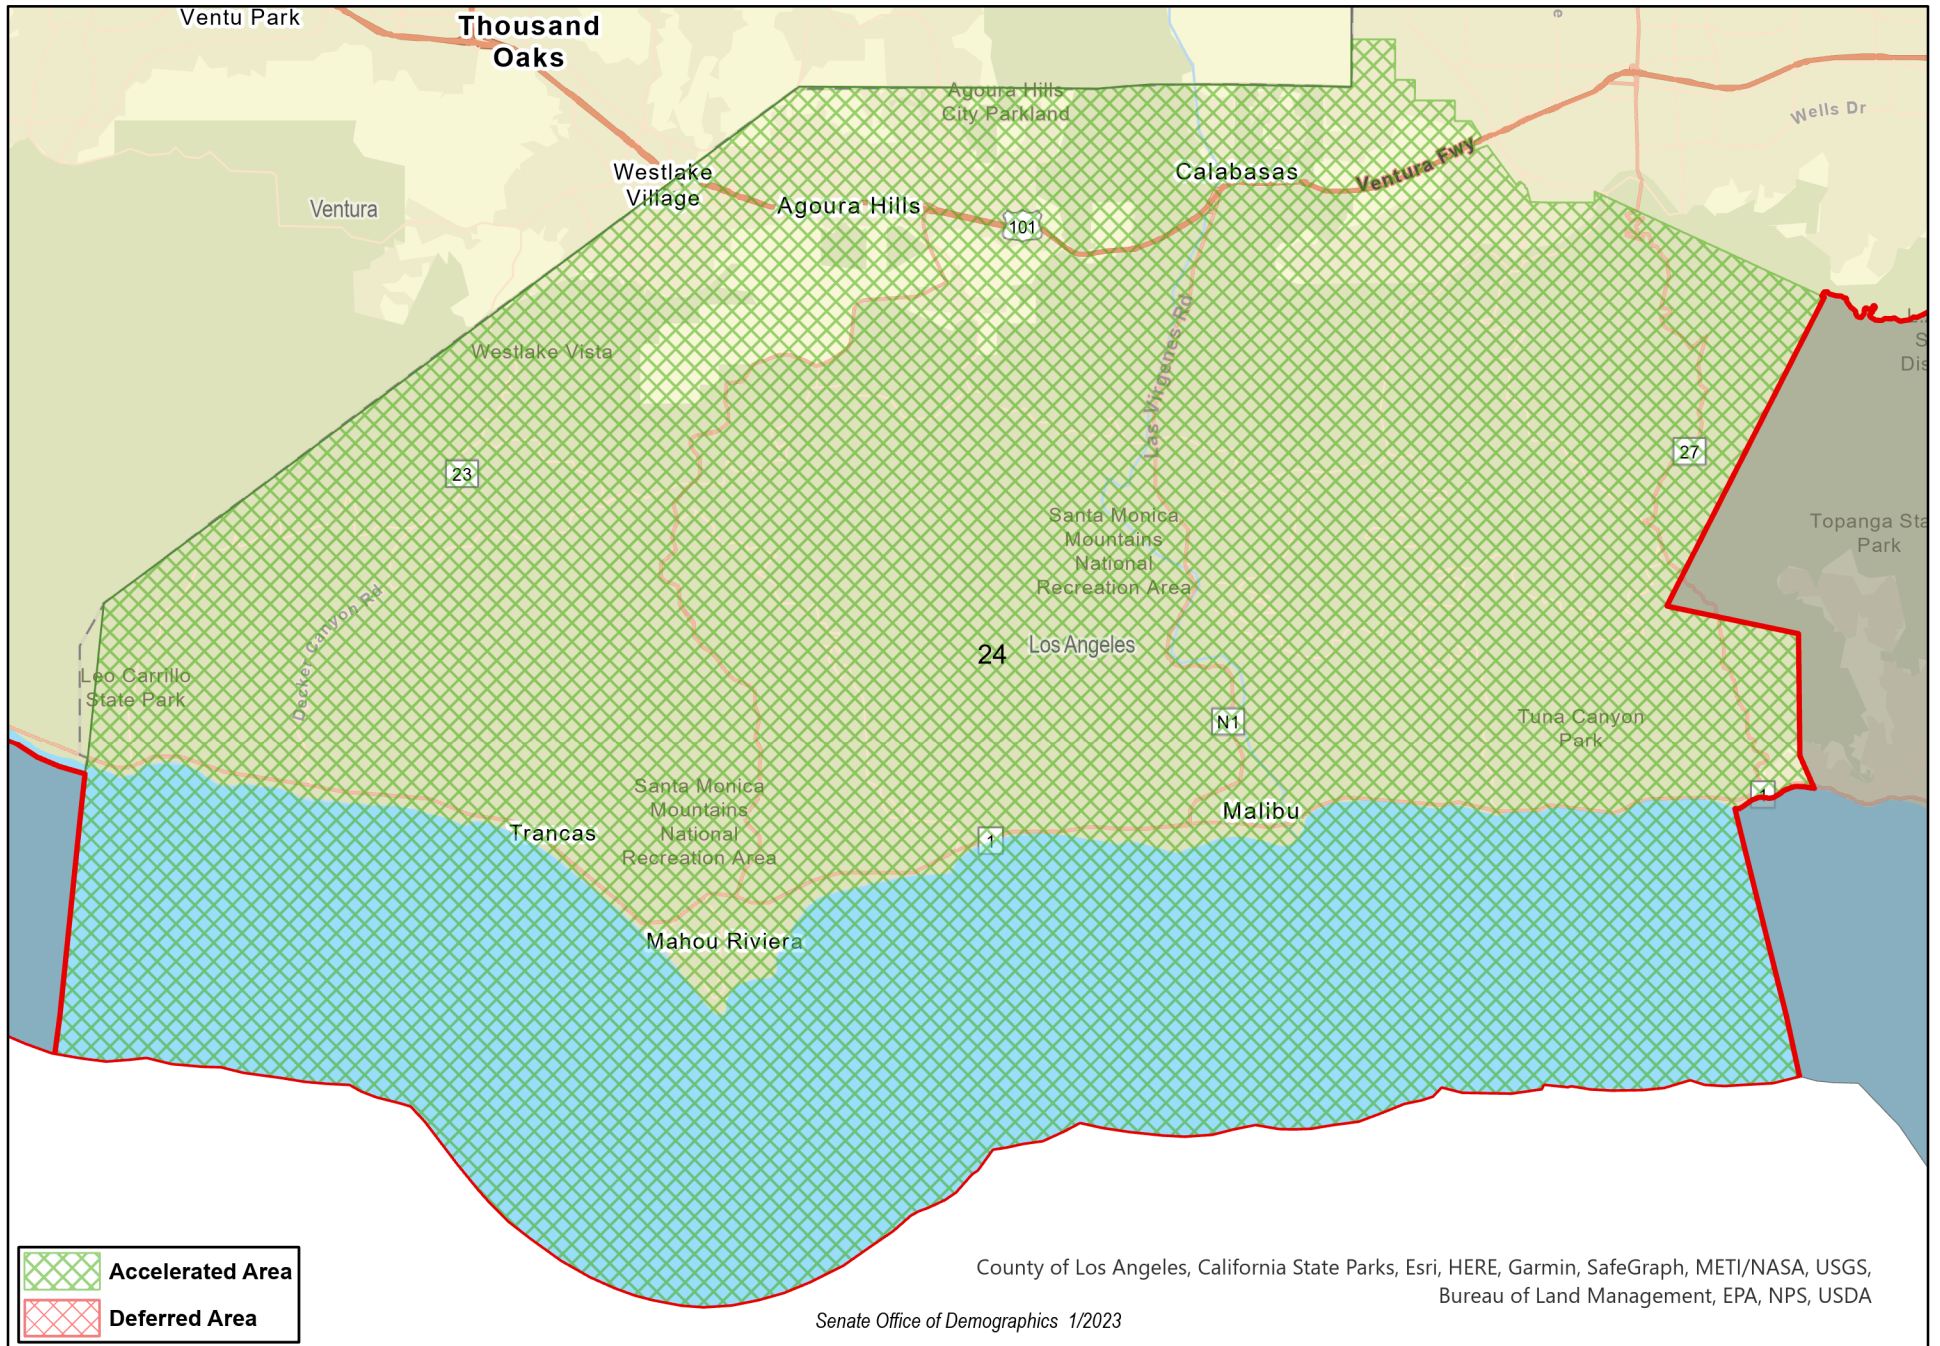 Ventu Park
Thousand
Oaks
Agoura Hills
City Parkland
Wells Dr
Westlake
Village
Calabasas
Ventura Fwy
Agoura Hills
Ventura
101
Westlake Vista
Las Virgenes Rd
S
Dis
23
27
Santa Monica
Mountains
National
Recreation Area
Topanga Sta
Park
Decker Canyon Rd
24
Los Angeles
Leo Carrillo
State Park
N1
Tuna Canyon
Park
Santa Monica
Mountains
National
Recreation Area
1
Malibu
Trancas
1
Mahou Riviera
Accelerated Area
Deferred Area
County of Los Angeles, California State Parks, Esri, HERE, Garmin, SafeGraph, METI/NASA, USGS,
Bureau of Land Management, EPA, NPS, USDA
Senate Office of Demographics 1/2023